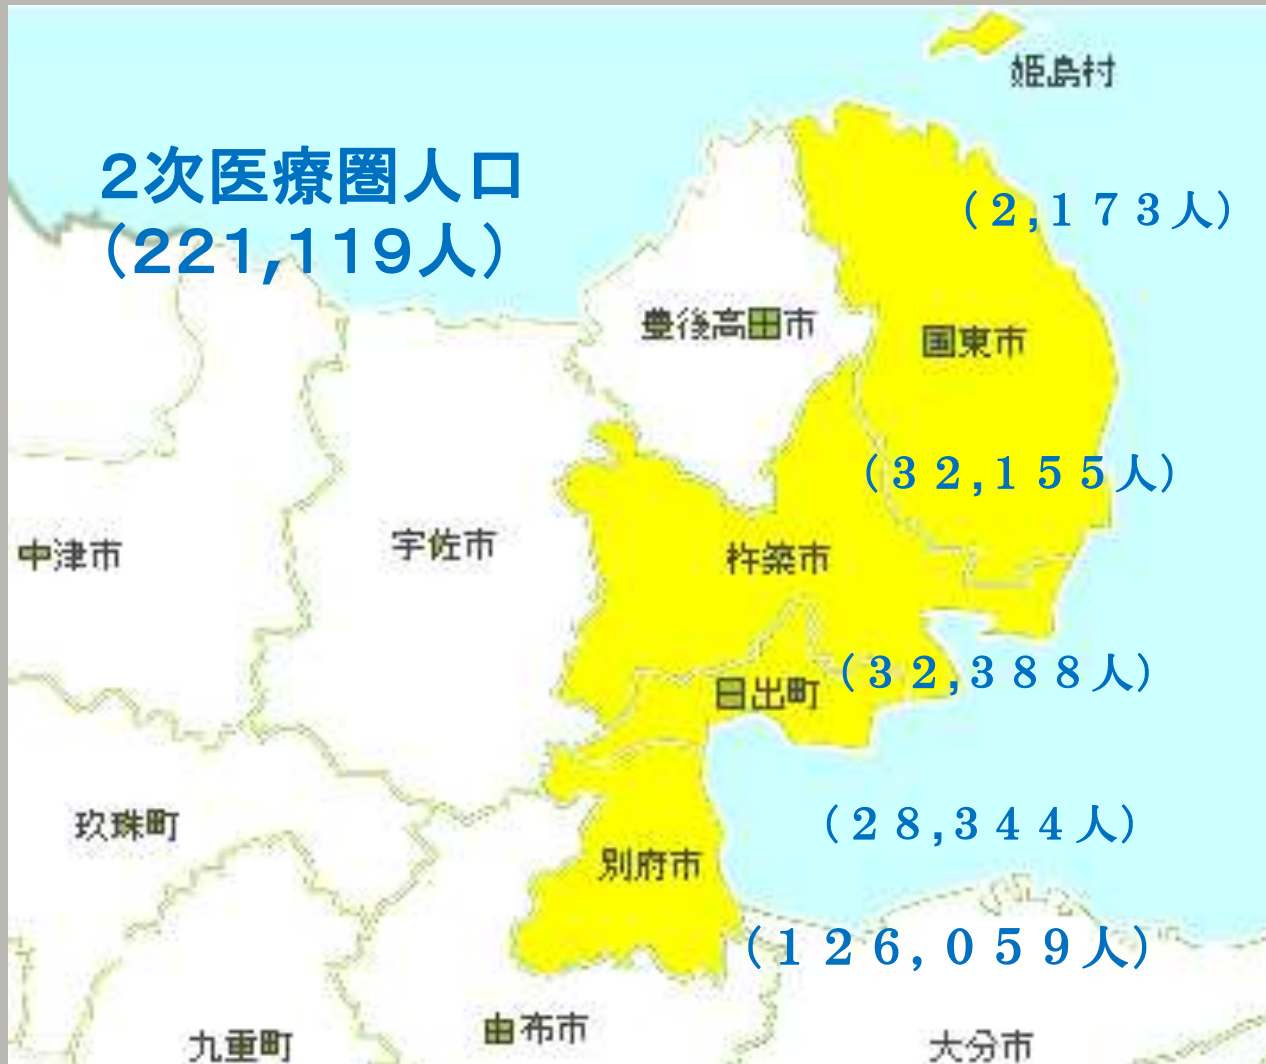 姫島村
2次医療圏人口
（221,119人）
（２,１７３人）
豊後高田市
国東市
（３２,１５５人）
中津市
宇佐市
杵築市
日出町
（３２,３８８人）
玖珠町
（２８,３４４人）
別府市
（１２６,０５９人）
九重町
由布市
大分市